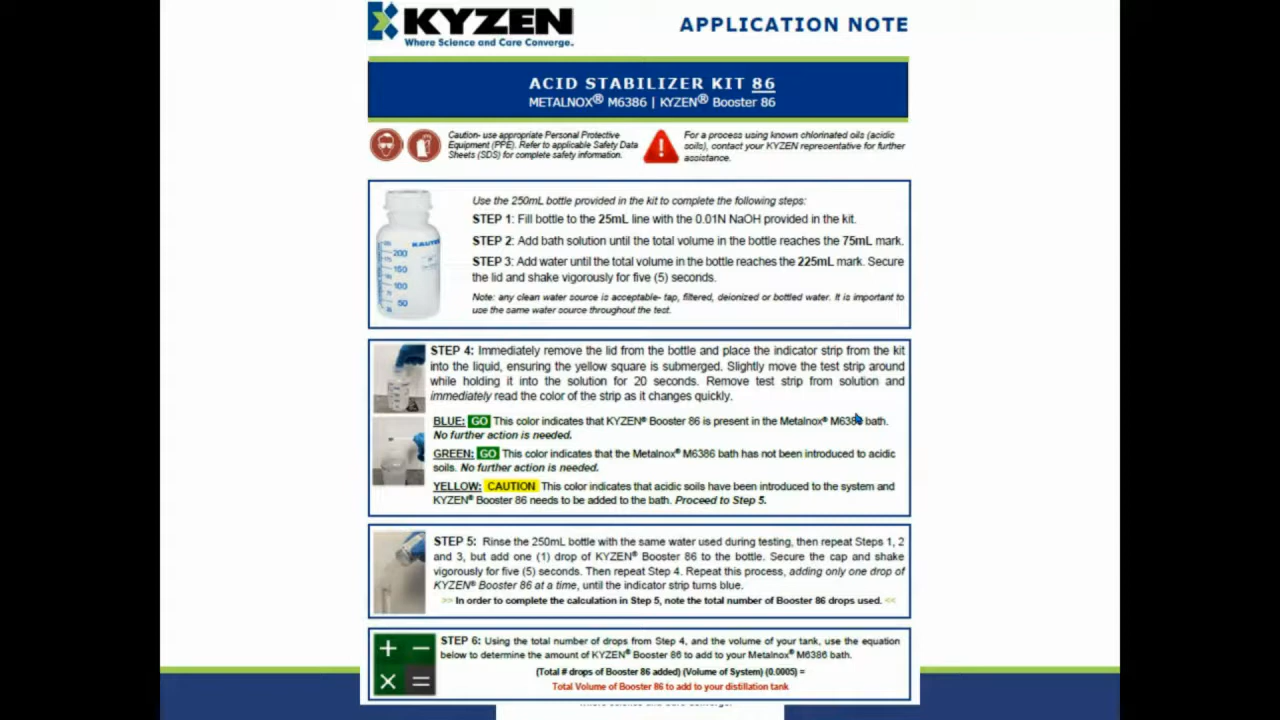 KYZEN
Where Science and Care Converge.
APPLICATION NOTE
ACID STABILIZER KIT 86
METALNOX® M6386 | KYZEN® Booster 86
Caution- use appropriate Personal Protective
Equipment (PPE). Refer to applicable Safety Data
Sheets (SDS) for complete safety information.
For a process using known chlorinated oils (acidic
soils), contact your KYZEN representative for further
assistance.
Use the 250mL bottle provided in the kit to complete the following steps:
STEP 1: Fill bottle to the 25mL line with the 0.01N NaOH provided in the kit.
STEP 2: Add bath solution until the total volume in the bottle reaches the 75mL mark.
STEP 3: Add water until the total volume in the bottle reaches the 225mL mark. Secure
the lid and shake vigorously for five (5) seconds.
Note: any clean water source is acceptable- tap, filtered, deionized or bottled water. It is important to
use the same water source throughout the test.
200
150
100
50
STEP 4: Immediately remove the lid from the bottle and place the indicator strip from the kit
into the liquid, ensuring the yellow square is submerged. Slightly move the test strip around
while holding it into the solution for 20 seconds. Remove test strip from solution and
immediately read the color of the strip as it changes quickly.
BLUE: GO This color indicates that KYZEN® Booster 86 is present in the Metalnox® M6386 bath.
No further action is needed.
GREEN: GO This color indicates that the Metalnox® M6386 bath has not been introduced to acidic
soils. No further action is needed.
YELLOW: CAUTION This color indicates that acidic soils have been introduced to the system and
KYZEN® Booster 86 needs to be added to the bath. Proceed to Step 5.
STEP 5: Rinse the 250mL bottle with the same water used during testing, then repeat Steps 1, 2
and 3, but add one (1) drop of KYZEN® Booster 86 to the bottle. Secure the cap and shake
vigorously for five (5) seconds. Then repeat Step 4. Repeat this process, adding only one drop of
KYZEN® Booster 86 at a time, until the indicator strip turns blue.
>> In order to complete the calculation in Step 5, note the total number of Booster 86 drops used. <<
STEP 6: Using the total number of drops from Step 4, and the volume of your tank, use the equation
below to determine the amount of KYZEN® Booster 86 to add to your Metalnox® M6386 bath.
(Total # drops of Booster 86 added) (Volume of System) (0.0005) =
Total Volume of Booster 86 to add to your distillation tank